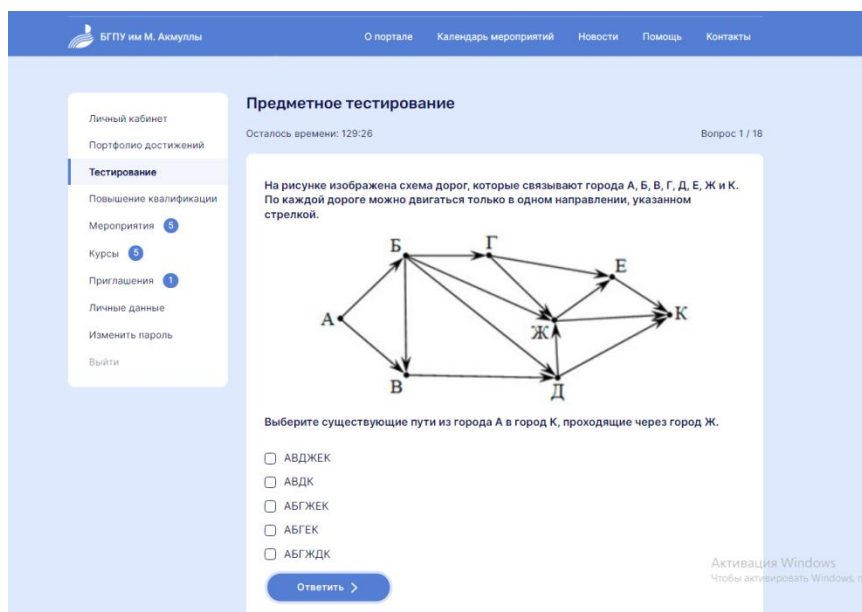 БГПУ им М. Акмуллы
О портале
Календарь мероприятий
Новости
Помощь
Контакты
Личный кабинет
Портфолио достижений
Тестирование
Повышение квалификации
Мероприятия 5
Курсы 5
Приглашения 1
Личные данные
Изменить пароль
Выйти
Предметное тестирование
Осталось времени: 129:26
Вопрос 1 / 18
На рисунке изображена схема дорог, которые связывают города А, Б, В, Г, Д, Е, Ж и К.
По каждой дороге можно двигаться только в одном направлении, указанном
стрелкой.
Б
Г
Е
А
Ж
К
В
Д
Выберите существующие пути из города А в город К, проходящие через город Ж.
АВДЖЕК
АВДК
АБГЖЕК
АБГЕК
АБГЖДК
Ответить
Активация Windows
Чтобы активировать Windows,